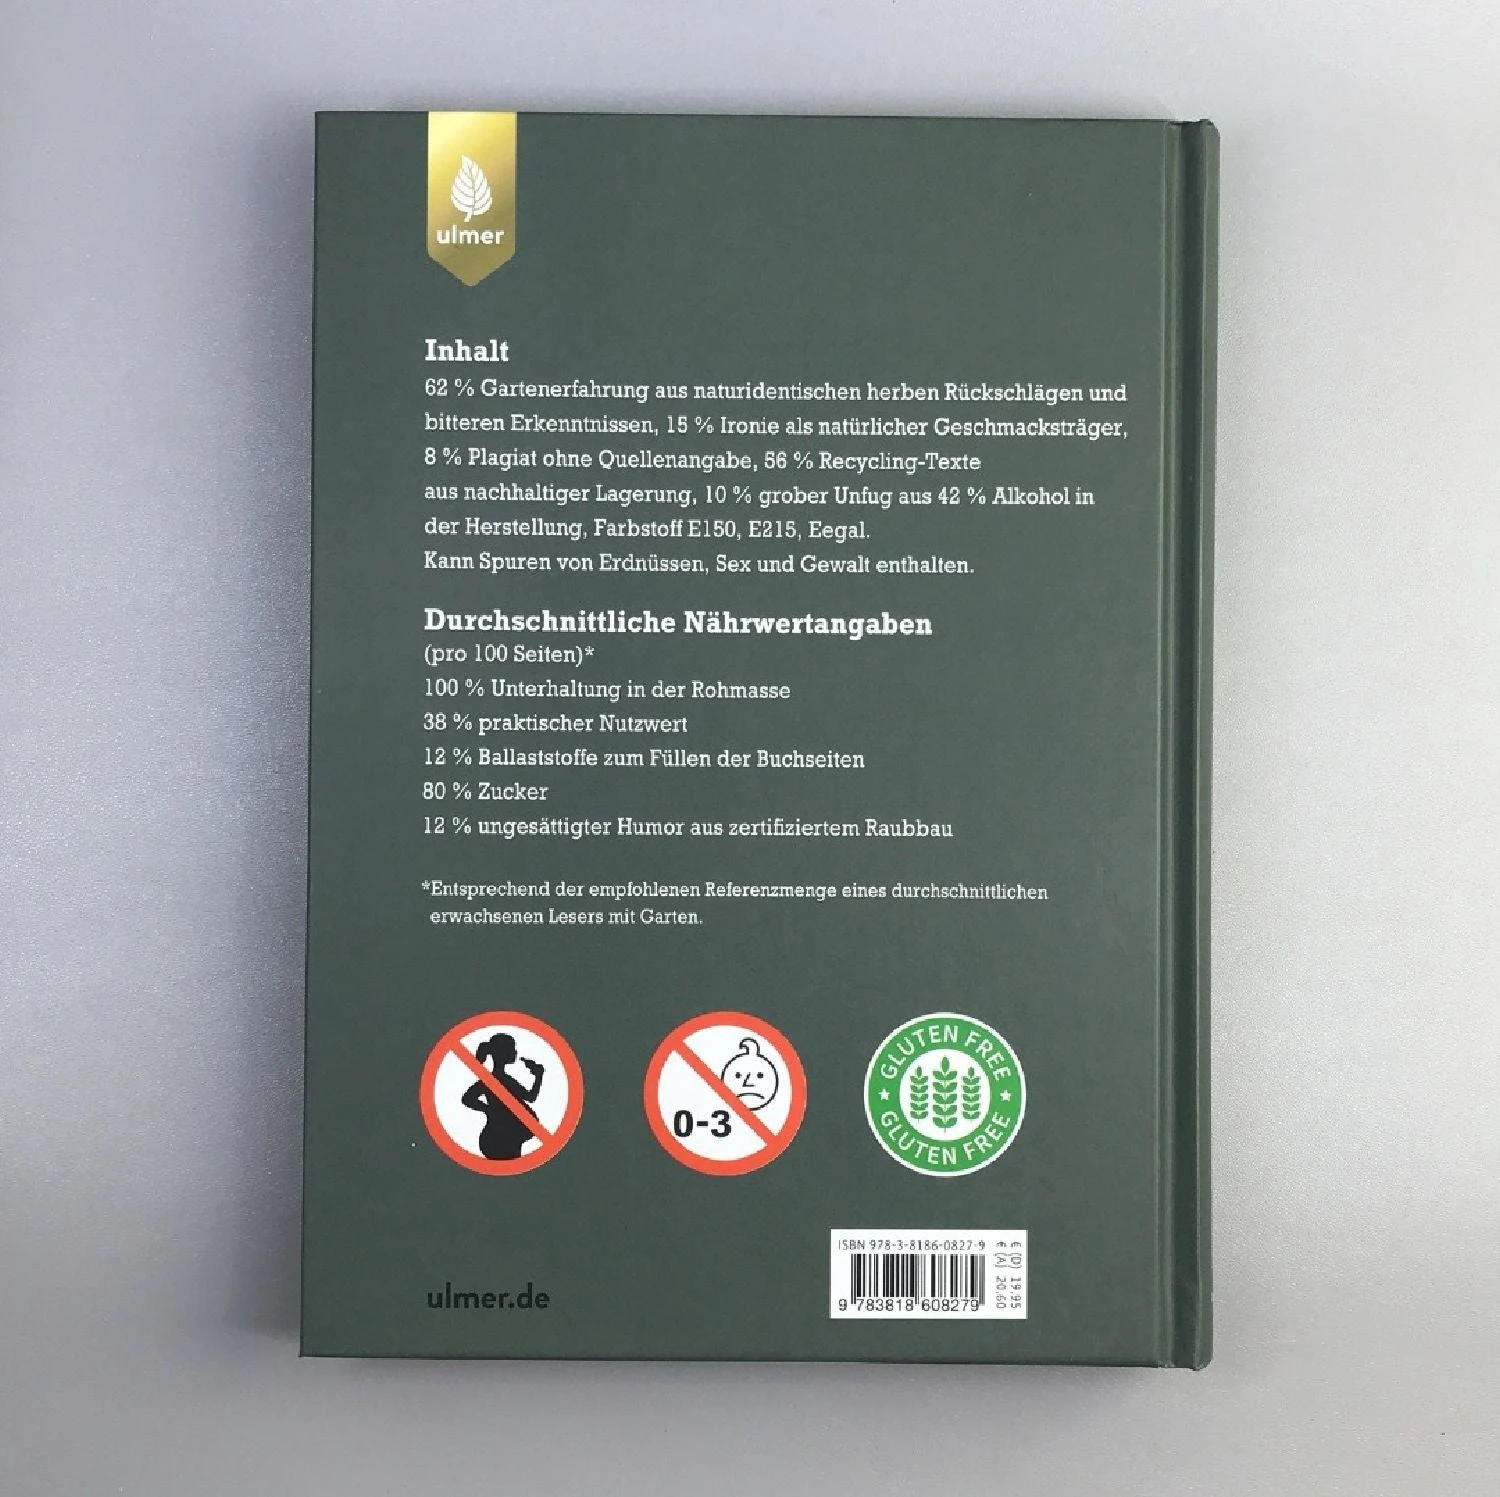 ulmer
Inhalt
62 % Gartenerfahrung aus naturidentischen herben Rückschlägen und
bitteren Erkenntnissen, 15 % Ironie als natürlicher Geschmacksträger,
8 % Plagiat ohne Quellenangabe, 56 % Recycling-Texte
aus nachhaltiger Lagerung, 10 % grober Unfug aus 42 % Alkohol in
der Herstellung, Farbstoff E150, E215, Eegal.
Kann Spuren von Erdnüssen, Sex und Gewalt enthalten.
Durchschnittliche Nährwertangaben
(pro 100 Seiten)*
100 % Unterhaltung in der Rohmasse
38 % praktischer Nutzwert
12 % Ballaststoffe zum Füllen der Buchseiten
80 % Zucker
12 % ungesättigter Humor aus zertifiziertem Raubbau
*Entsprechend der empfohlenen Referenzmenge eines durchschnittlichen
erwachsenen Lesers mit Garten.
0-3
GLUTEN FREE
GLUTEN FREE
ISBN 978-3-8186-0827-9
9 783818 608279
€ (D) 19.95
€ (A) 20.60
ulmer.de